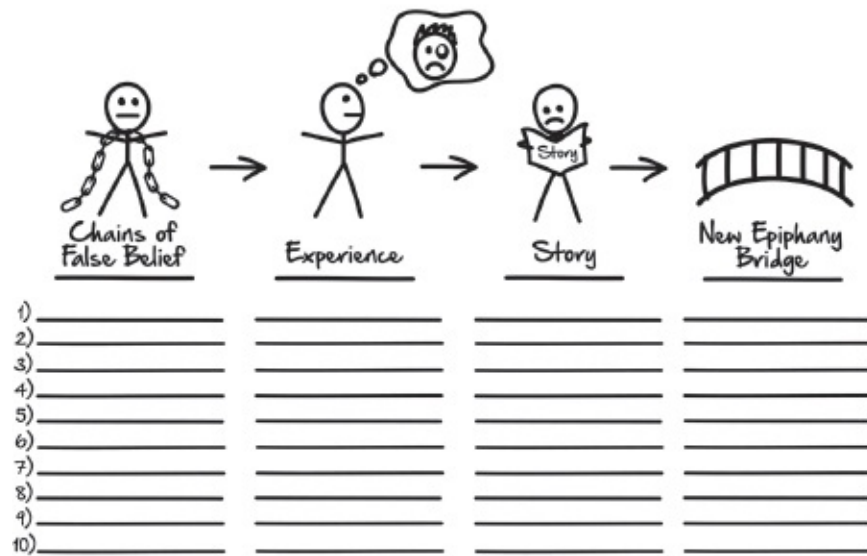 Story
Chains of
False Belief
Experience
Story
New Epiphany
Bridge
1)
2)
3)
4)
5)
6)
7)
8)
9)
10)